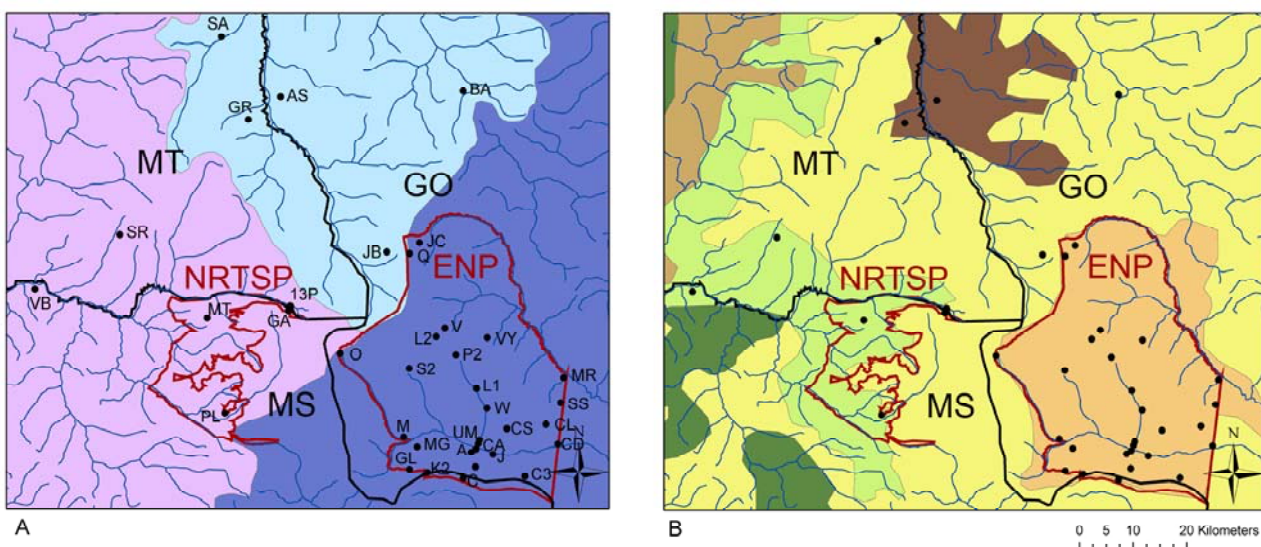 SA
AS
BA
GR
MT
GO
SR
JB
JC
Q
ENP
NRTSP
13P
VB
MT
GA
L2
V
VY
O
P2
S2
MR
L1
MS
W
SS
PL
M
UM
CS
CL
N
MG
A
CA
J
CD
GL
K2
C
C3
A
MT
GO
NRTSP
ENP
MS
N
B
0 5 10 20 Kilometers